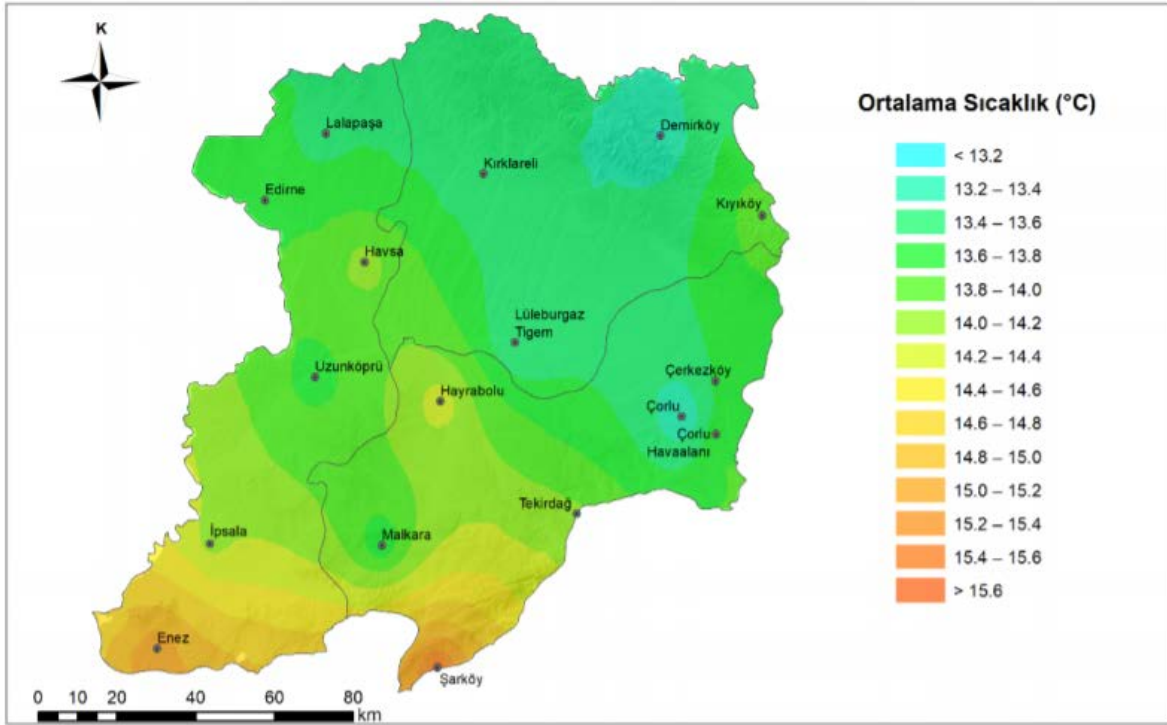 K
Ortalama Sıcaklık (°C)
< 13.2
13.2 – 13.4
13.4 – 13.6
13.6 – 13.8
13.8 – 14.0
14.0 – 14.2
14.2 – 14.4
14.4 – 14.6
14.6 – 14.8
14.8 – 15.0
15.0 – 15.2
15.2 – 15.4
15.4 – 15.6
> 15.6
Lalapaşa
Demirköy
Kırklareli
Edirne
Kıyıköy
Havsa
Lüleburgaz
Tigem
Uzunköprü
Çerkezköy
Hayrabolu
Çorlu
Çorlu
Havaalanı
Tekirdağ
İpsala
Malkara
Enez
Şarköy
0 10 20 40 60 80
km